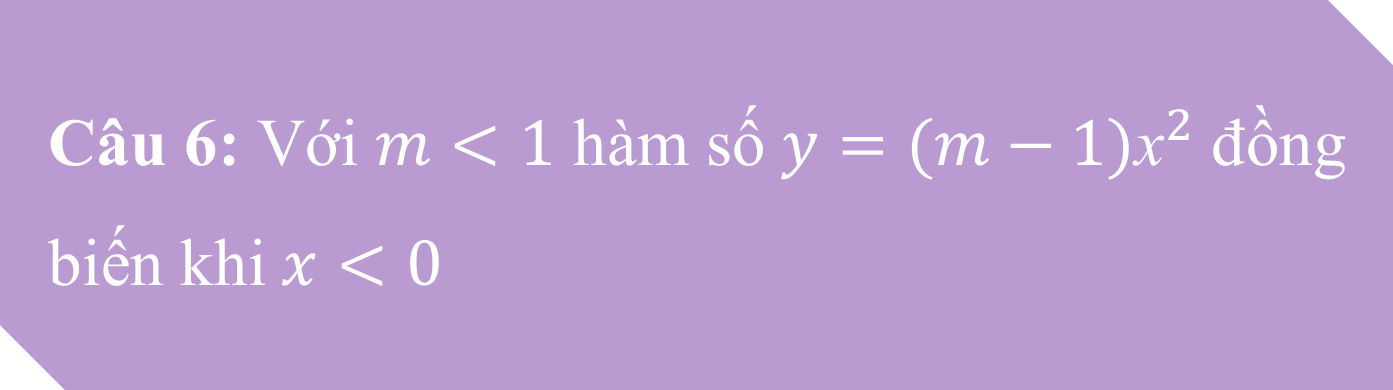 Câu 6: Với m < 1 hàm số y = (m − 1)x² đồng
biến khi x < 0